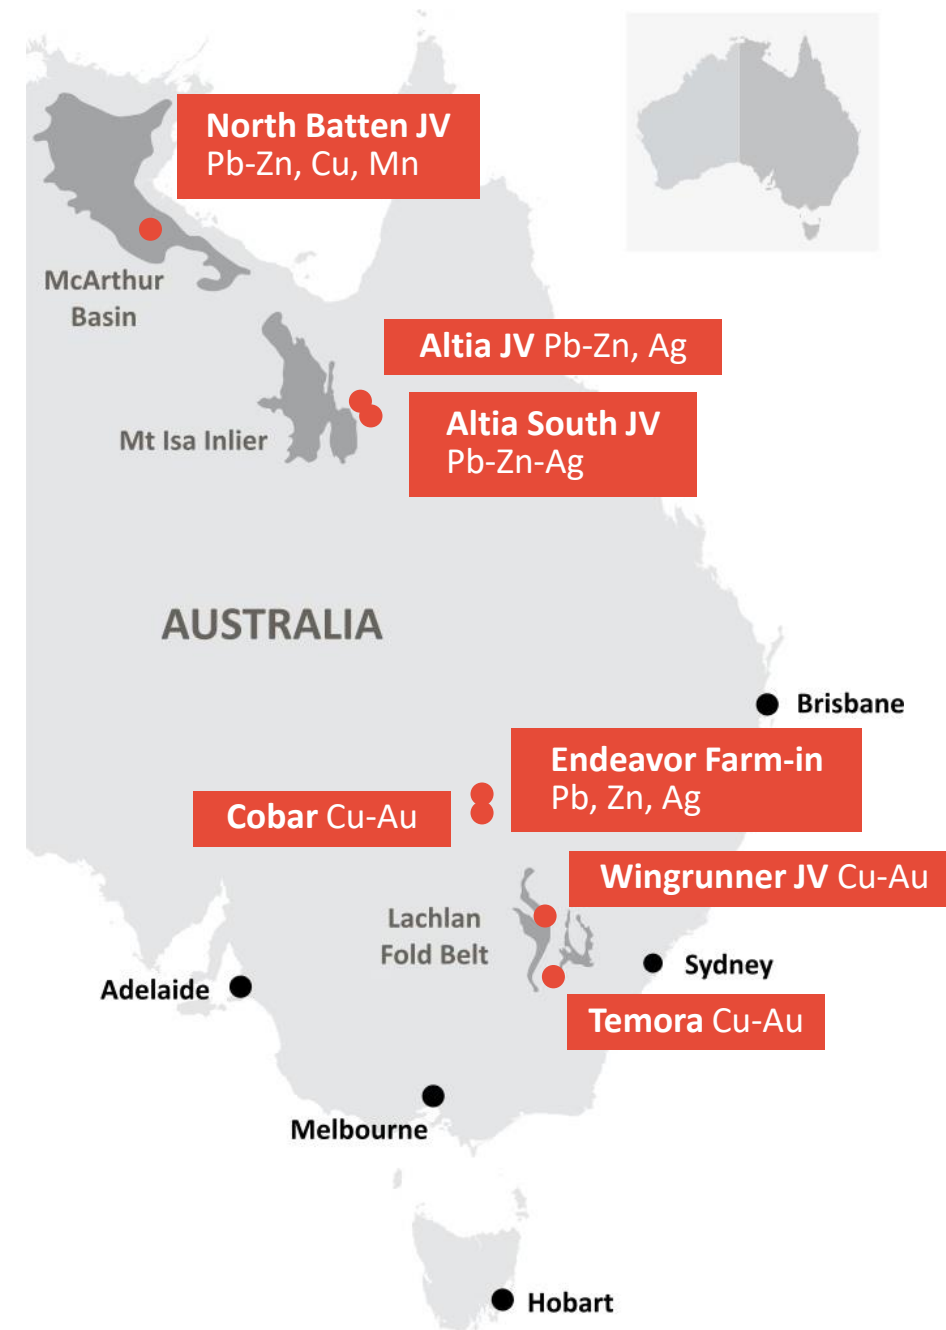 North Batten JV
Pb-Zn, Cu, Mn
McArthur
Basin
Altia JV Pb-Zn, Ag
Altia South JV
Pb-Zn-Ag
Mt Isa Inlier
AUSTRALIA
Brisbane
Endeavor Farm-in
Pb, Zn, Ag
Cobar Cu-Au
Wingrunner JV Cu-Au
Lachlan
Fold Belt
Sydney
Adelaide
Temora Cu-Au
Melbourne
Hobart